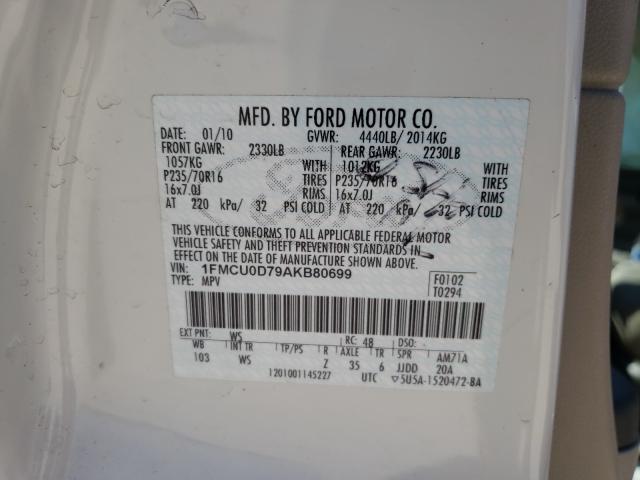 MFD. BY FORD MOTOR CO.
DATE: 01/10 GVWR: 4440LB/ 2014KG
FRONT GAWR: 2330LB REAR GAWR: 2230LB
1057KG WITH 1012KG WITH
P235/70R16 TIRES P235/70R16 TIRES
16x7.0J RIMS 16x7.0J RIMS
AT 220 kPa/ 32 PSI COLD AT 220 kPa/ 32 PSI COLD
THIS VEHICLE CONFORMS TO ALL APPLICABLE FEDERAL MOTOR
VEHICLE SAFETY AND THEFT PREVENTION STANDARDS IN
EFFECT ON THE DATE OF MANUFACTURE SHOWN ABOVE.
VIN: 1FMCU0D79AKB80699 F0102
TYPE: MPV T0294
EXT PNT: WS RC: 48 DSO:
WB INT TR TP/PS R AXLE TR SPR AM71A
103 WS Z 35 6 JJDD 20A
1201001145227 UTC ▽5U5A-1520472-BA